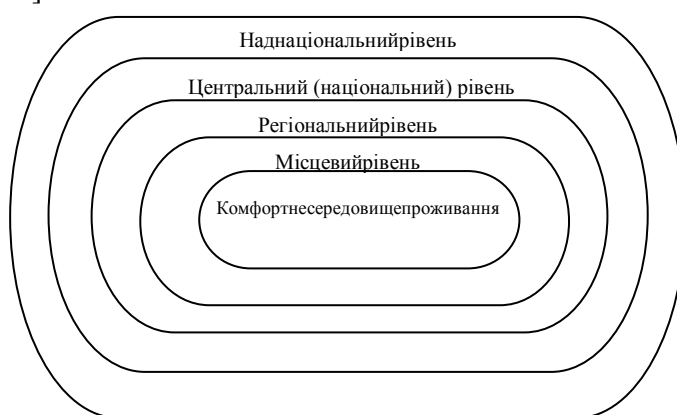 ]
Наднаціональнийрівень
Центральний (національний) рівень
Регіональнийрівень
Місцевийрівень
Комфортнесередовищепроживання